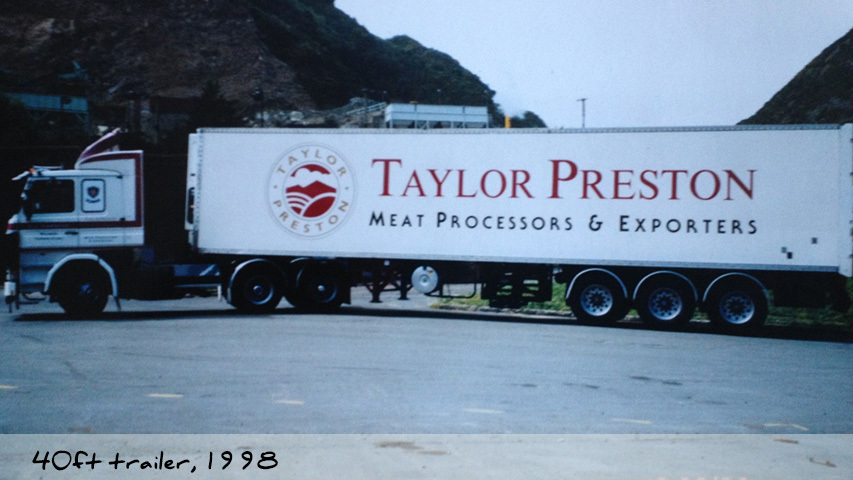 TAYLOR
PRESTON
TAYLOR PRESTON
MEAT PROCESSORS & EXPORTERS
40ft trailer, 1998